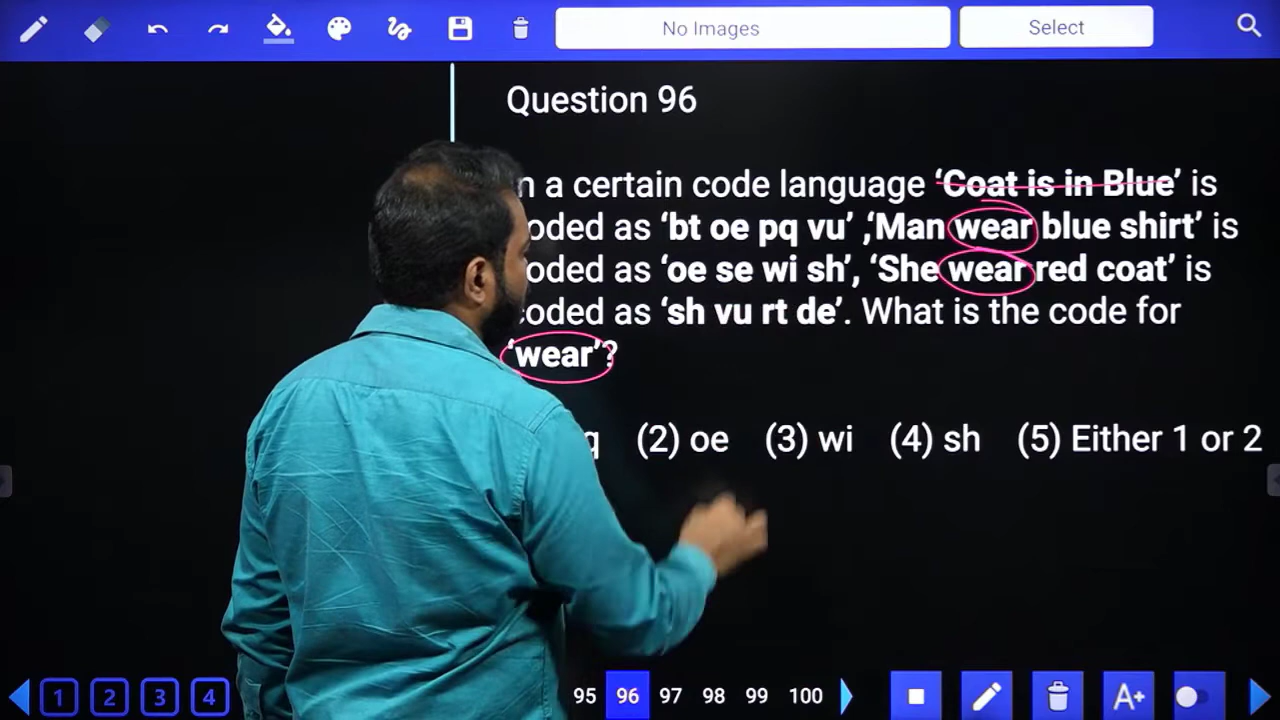 No Images
Select
Question 96
a certain code language ‘Coat is in Blue’ is
as ‘bt oe pq vu’ ,‘Man wear blue shirt’ is
as ‘oe se wi sh’, ‘She wear red coat’ is
as ‘sh vu rt de’. What is the code for
‘wear’?
(2) oe (3) wi (4) sh (5) Either 1 or 2
1 2 3 4 95 96 97 98 99 100 A+